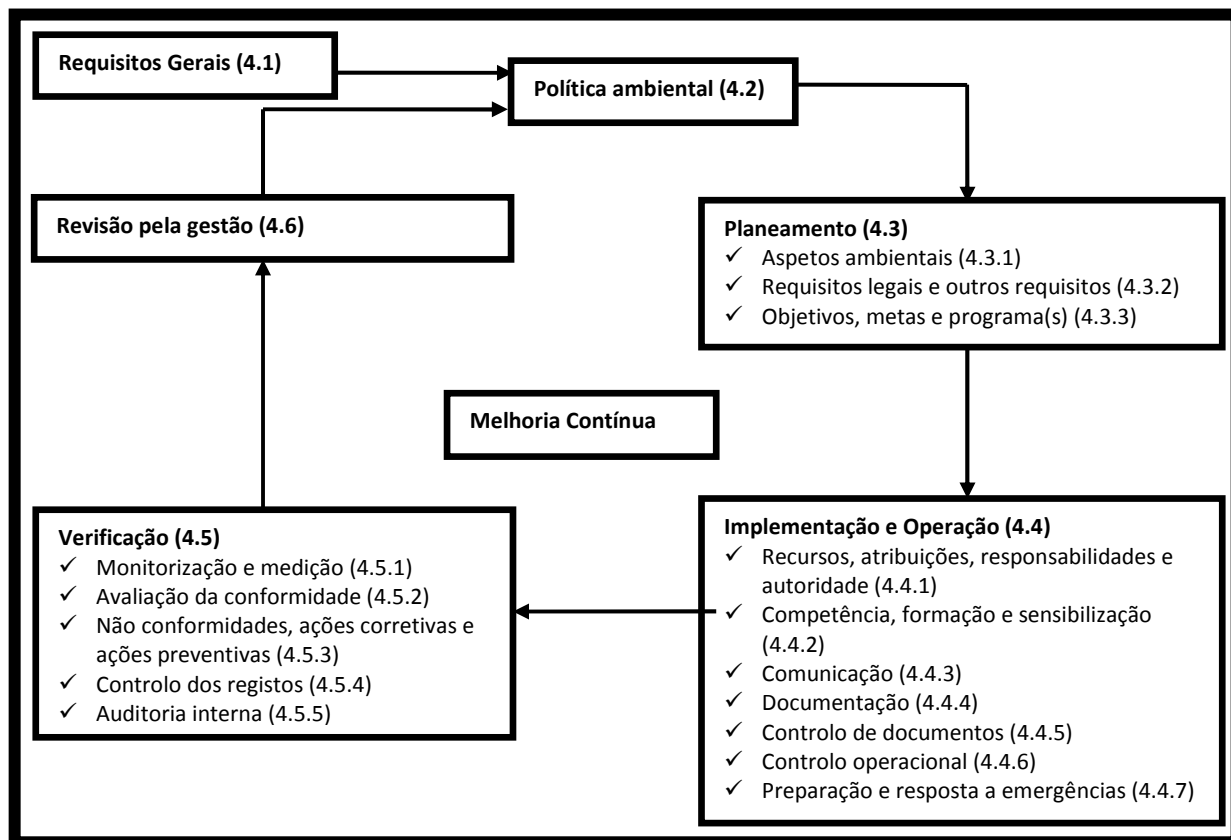 Requisitos Gerais (4.1)
Política ambiental (4.2)
Revisão pela gestão (4.6)
Planeamento (4.3)
✓ Aspetos ambientais (4.3.1)
✓ Requisitos legais e outros requisitos (4.3.2)
✓ Objetivos, metas e programa(s) (4.3.3)
Melhoria Contínua
Verificação (4.5)
✓ Monitorização e medição (4.5.1)
✓ Avaliação da conformidade (4.5.2)
✓ Não conformidades, ações corretivas e
ações preventivas (4.5.3)
✓ Controlo dos registos (4.5.4)
✓ Auditoria interna (4.5.5)
Implementação e Operação (4.4)
✓ Recursos, atribuições, responsabilidades e
autoridade (4.4.1)
✓ Competência, formação e sensibilização
(4.4.2)
✓ Comunicação (4.4.3)
✓ Documentação (4.4.4)
✓ Controlo de documentos (4.4.5)
✓ Controlo operacional (4.4.6)
✓ Preparação e resposta a emergências (4.4.7)